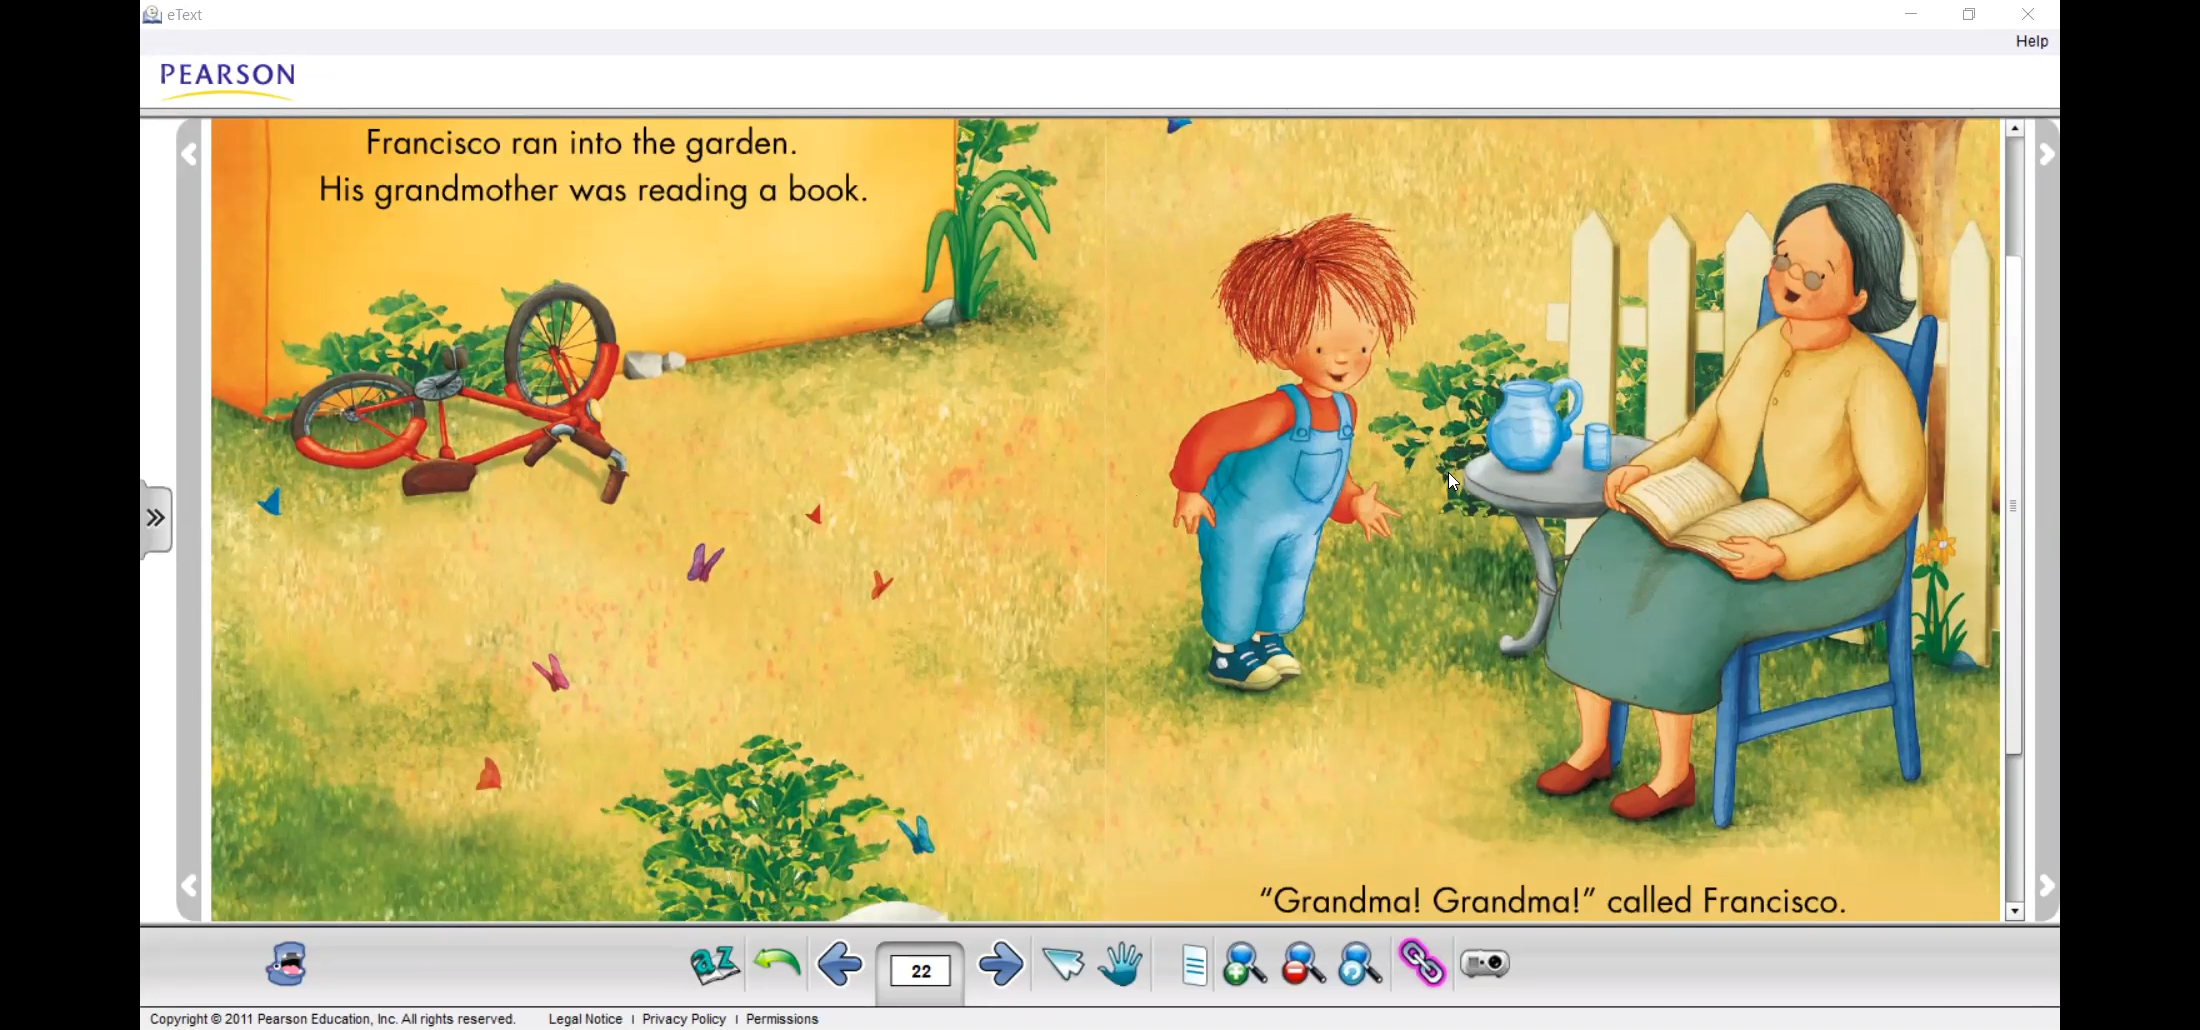 eText
Help
PEARSON
Francisco ran into the garden.
His grandmother was reading a book.
“Grandma! Grandma!” called Francisco.
az
22
Copyright © 2011 Pearson Education, Inc. All rights reserved. Legal Notice | Privacy Policy | Permissions